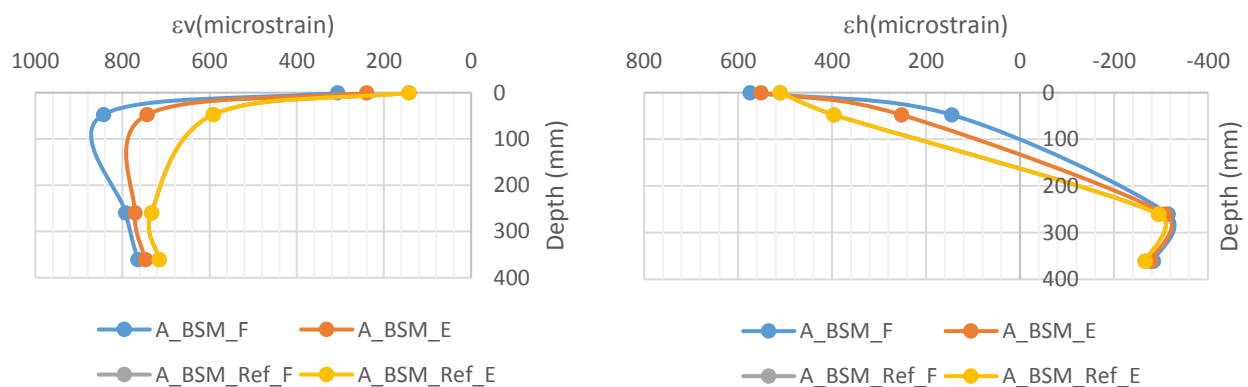 εv(microstrain)
1000 800 600 400 200 0
0
100
200
300
400
Depth (mm)
A_BSM_F A_BSM_E
A_BSM_Ref_F A_BSM_Ref_E
εh(microstrain)
800 600 400 200 0 -200 -400
0
100
200
300
400
Depth (mm)
A_BSM_F A_BSM_E
A_BSM_Ref_F A_BSM_Ref_E